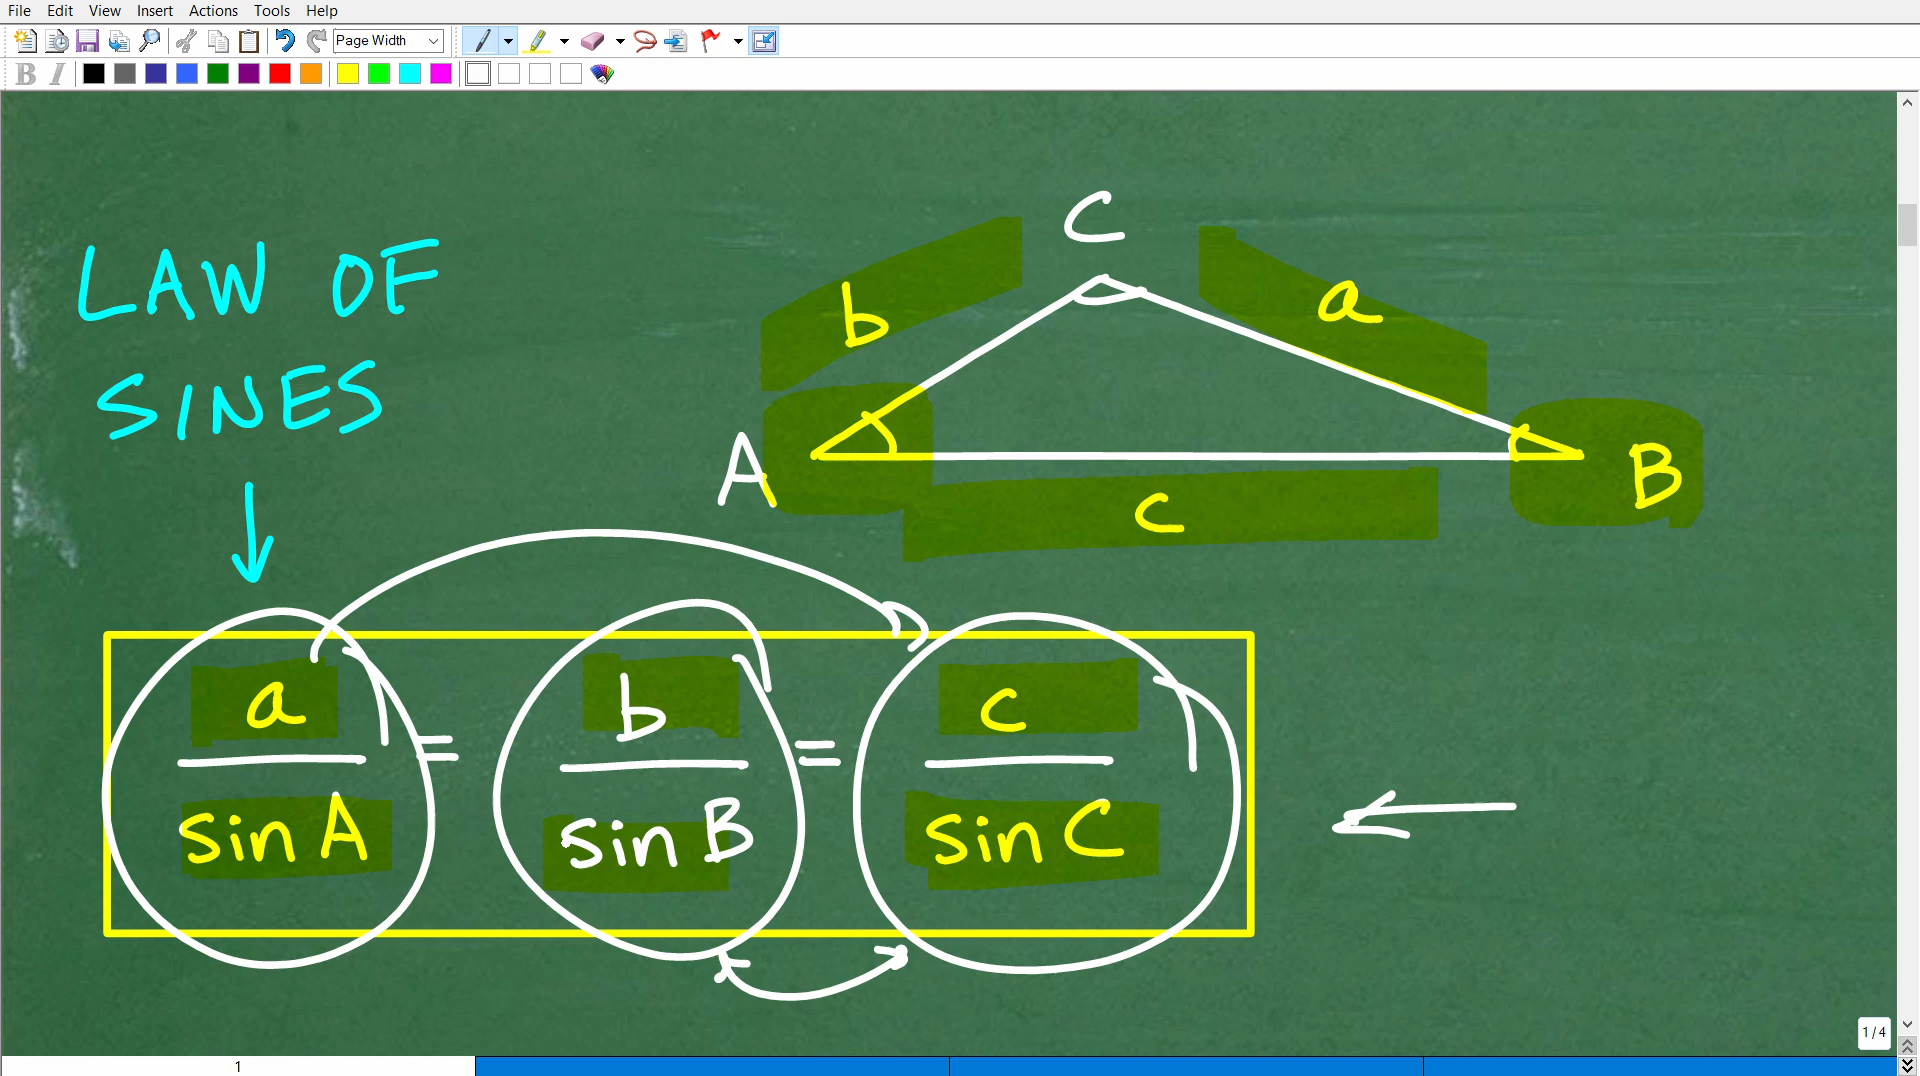 File Edit View Insert Actions Tools Help
Page Width
B I
C
LAW OF
b
a
SINES
A
B
c
a
b
c
=
=
sin A
sin B
sin C
1 / 4
1